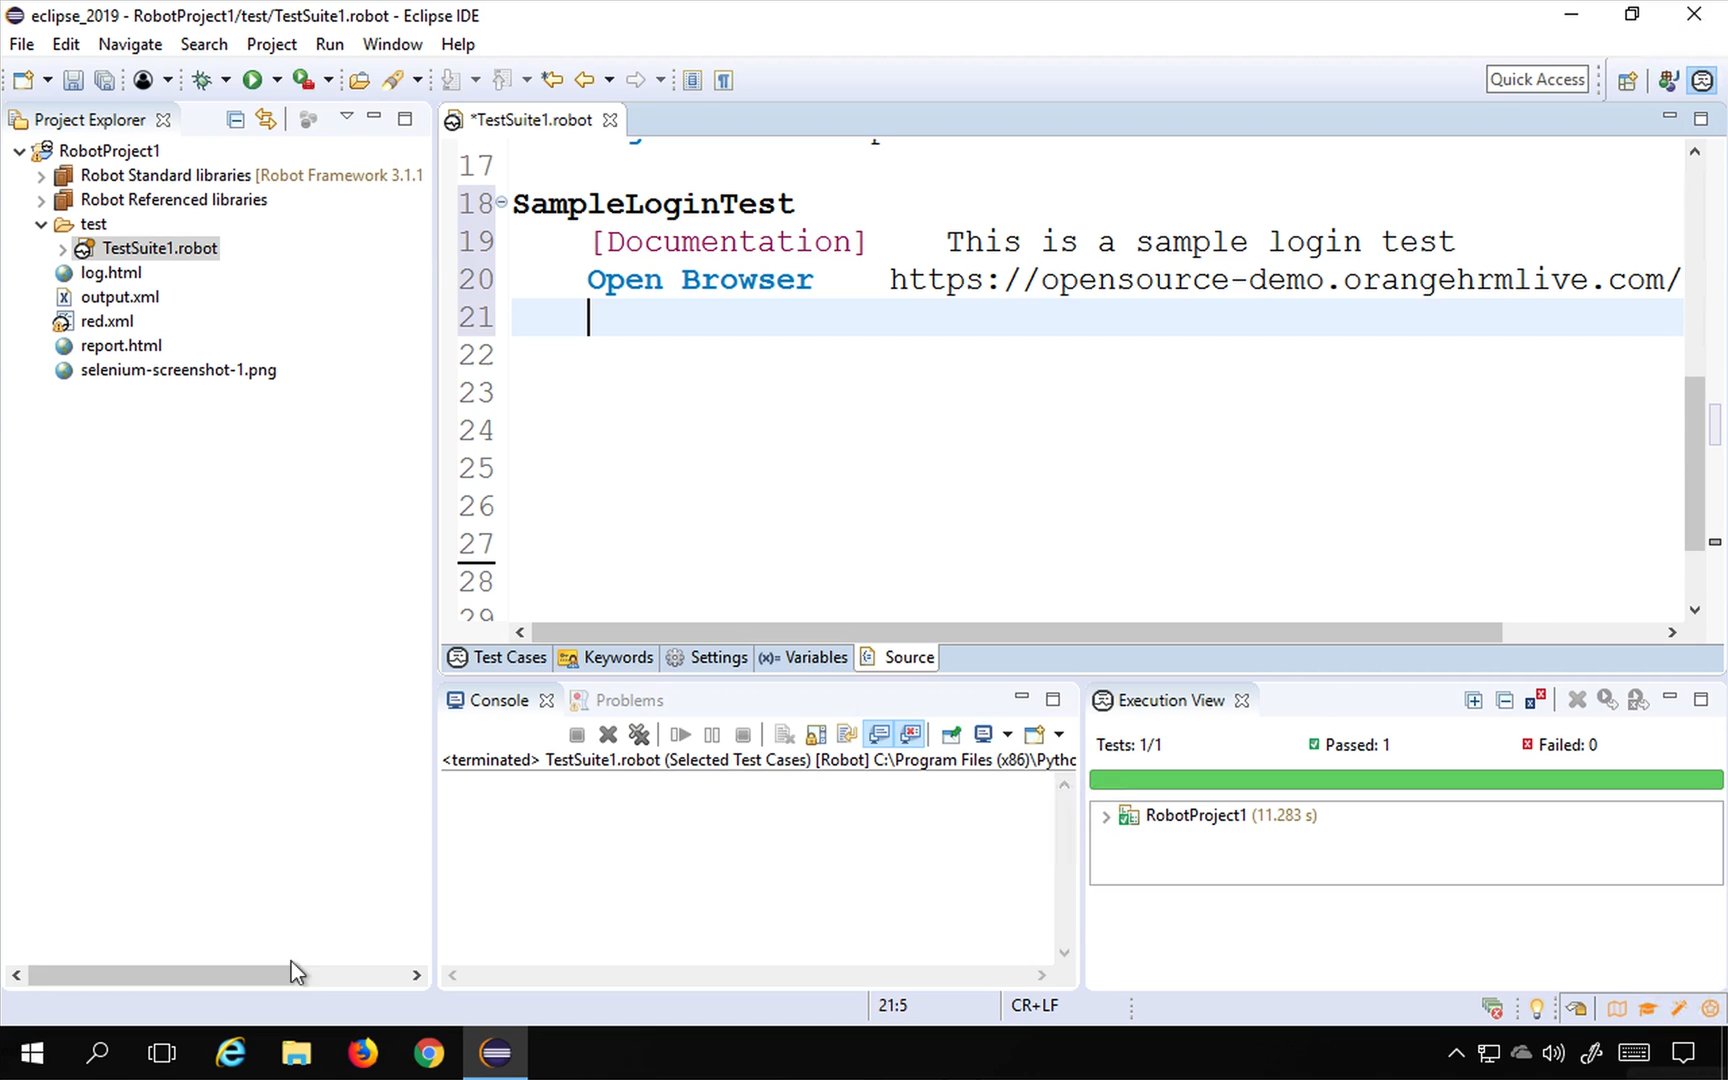 eclipse_2019 - RobotProject1/test/TestSuite1.robot - Eclipse IDE
File Edit Navigate Search Project Run Window Help
Quick Access
Project Explorer
*TestSuite1.robot
RobotProject1
Robot Standard libraries [Robot Framework 3.1.1
Robot Referenced libraries
test
TestSuite1.robot
log.html
output.xml
red.xml
report.html
selenium-screenshot-1.png
17
18 SampleLoginTest
19 [Documentation] This is a sample login test
20 Open Browser https://opensource-demo.orangehrmlive.com/
21
22
23
24
25
26
27
28
29
Test Cases Keywords Settings (x)= Variables Source
Console Problems
<terminated> TestSuite1.robot (Selected Test Cases) [Robot] C:\Program Files (x86)\Pytho
Execution View
Tests: 1/1 Passed: 1 Failed: 0
RobotProject1 (11.283 s)
21:5 CR+LF